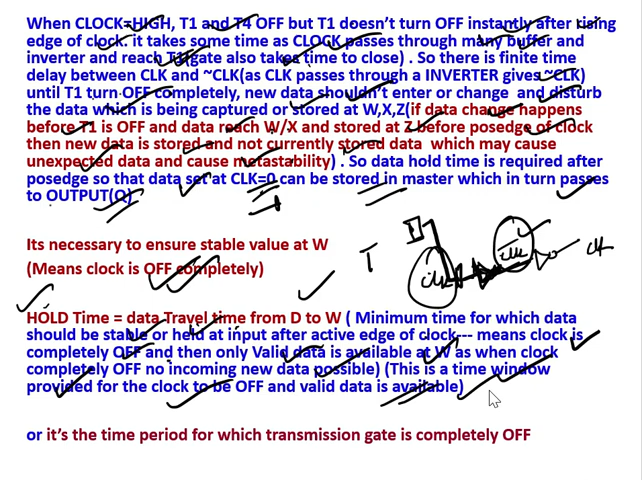 When CLOCK=HIGH, T1 and T4 OFF but T1 doesn't turn OFF instantly after rising
edge of clock. it takes some time as CLOCK passes through many buffer and
inverter and reach T1(gate also takes time to close) . So there is finite time
delay between CLK and ~CLK(as CLK passes through a INVERTER gives ~CLK)
until T1 turn OFF completely, new data shouldn't enter or change  and disturb
the data which is being captured or stored at W,X,Z(if data change happens
before T1 is OFF and data reach W/X and stored at Z before posedge of clock
then new data is stored and not currently stored data  which may cause
unexpected data and cause metastability) . So data hold time is required after
posedge so that data set at CLK=0 can be stored in master which in turn passes
to OUTPUT(Q)
Its necessary to ensure stable value at W
(Means clock is OFF completely)
T
HOLD Time = data Travel time from D to W ( Minimum time for which data
should be stable or held at input after active edge of clock--- means clock is
completely OFF and then only Valid data is available at W as when clock
completely OFF no incoming new data possible) (This is a time window
provided for the clock to be OFF and valid data is available)
or it's the time period for which transmission gate is completely OFF